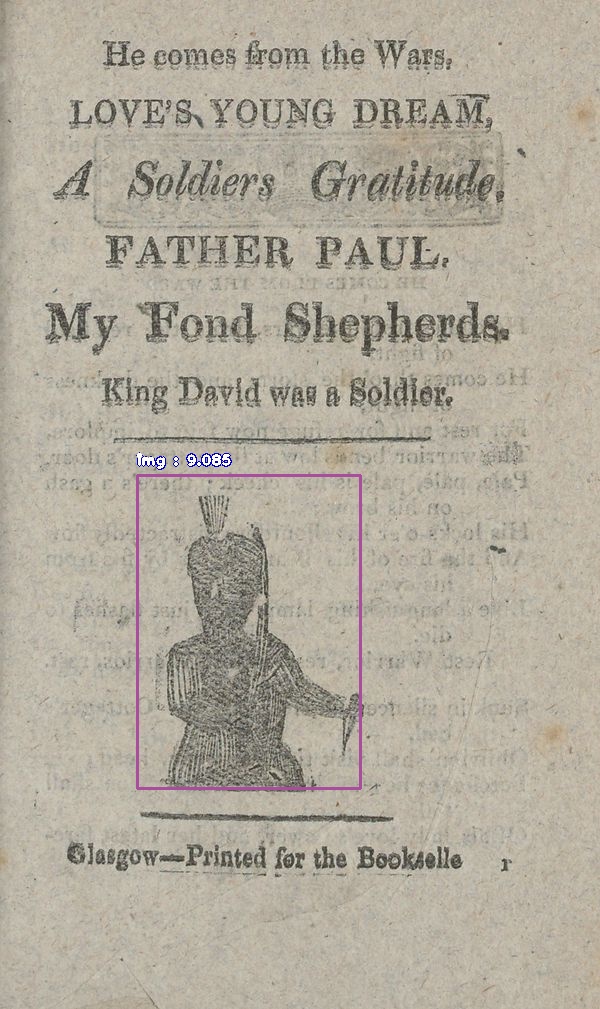 He comes from the Wars.
LOVE'S YOUNG DREAM,
A Soldiers Gratitude.
FATHER PAUL.
My Fond Shepherds.
King David was a Soldier.
img : 9.085
Glasgow—Printed for the Bookselle r